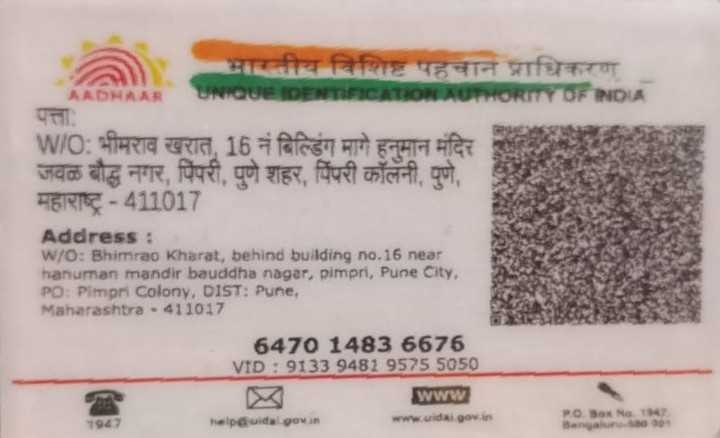 भारतीय विशिष्ट पहचान प्राधिकरण
AADHAAR
UNIQUE IDENTIFICATION AUTHORITY OF INDIA
पत्ता:
W/O: भीमराव खरात, 16 नं बिल्डिंग मागे हनुमान मंदिर
जवळ बौद्ध नगर, पिंपरी, पुणे शहर, पिंपरी कॉलनी, पुणे,
महाराष्ट्र - 411017
Address :
W/O: Bhimrao Kharat, behind building no.16 near
hanuman mandir bauddha nagar, pimpri, Pune City,
PO: Pimpri Colony, DIST: Pune,
Maharashtra - 411017
6470 1483 6676
VID : 9133 9481 9575 5050
www
1947
help@uidai.gov.in
www.uidai.gov.in
P.O. Box No. 1947,
Bengaluru-560 001